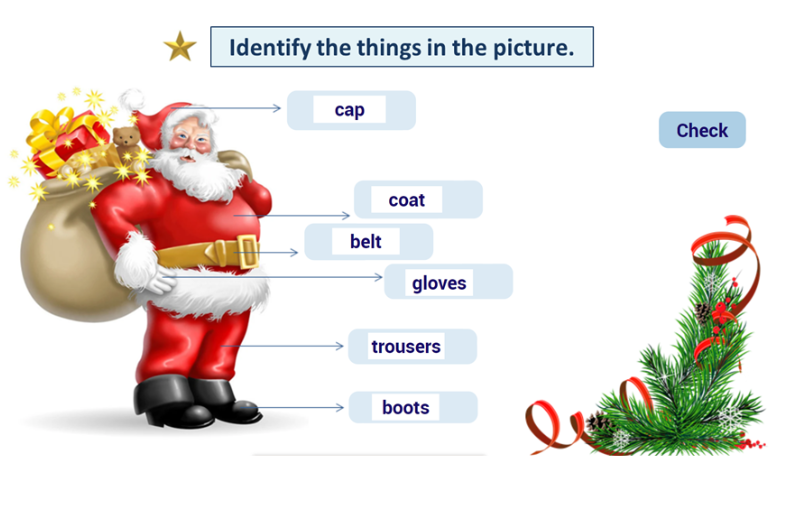 Identify the things in the picture.
cap
Check
coat
belt
gloves
trousers
boots